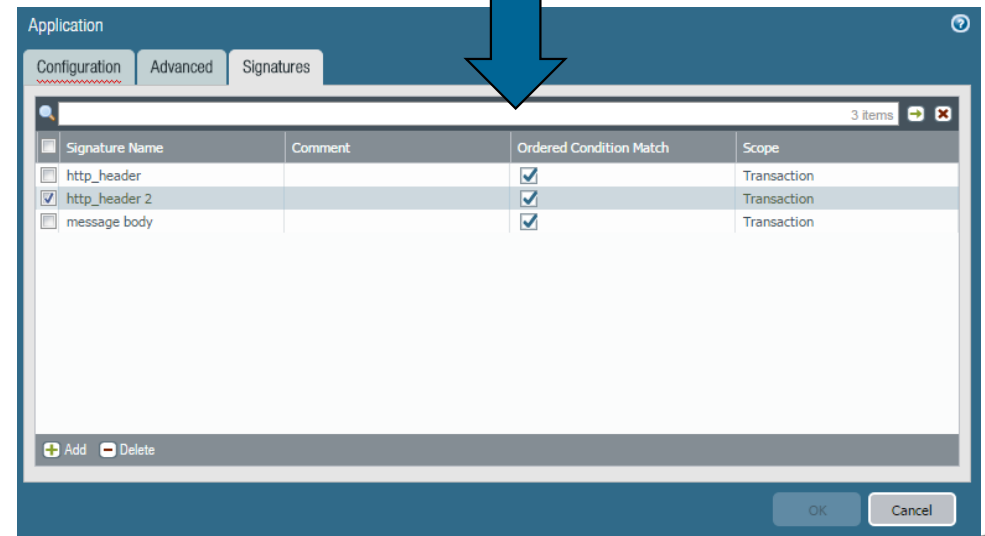 Application
Configuration Advanced Signatures
3 items
Signature Name Comment Ordered Condition Match Scope
http_header Transaction
http_header 2 Transaction
message body Transaction
Add Delete
OK Cancel